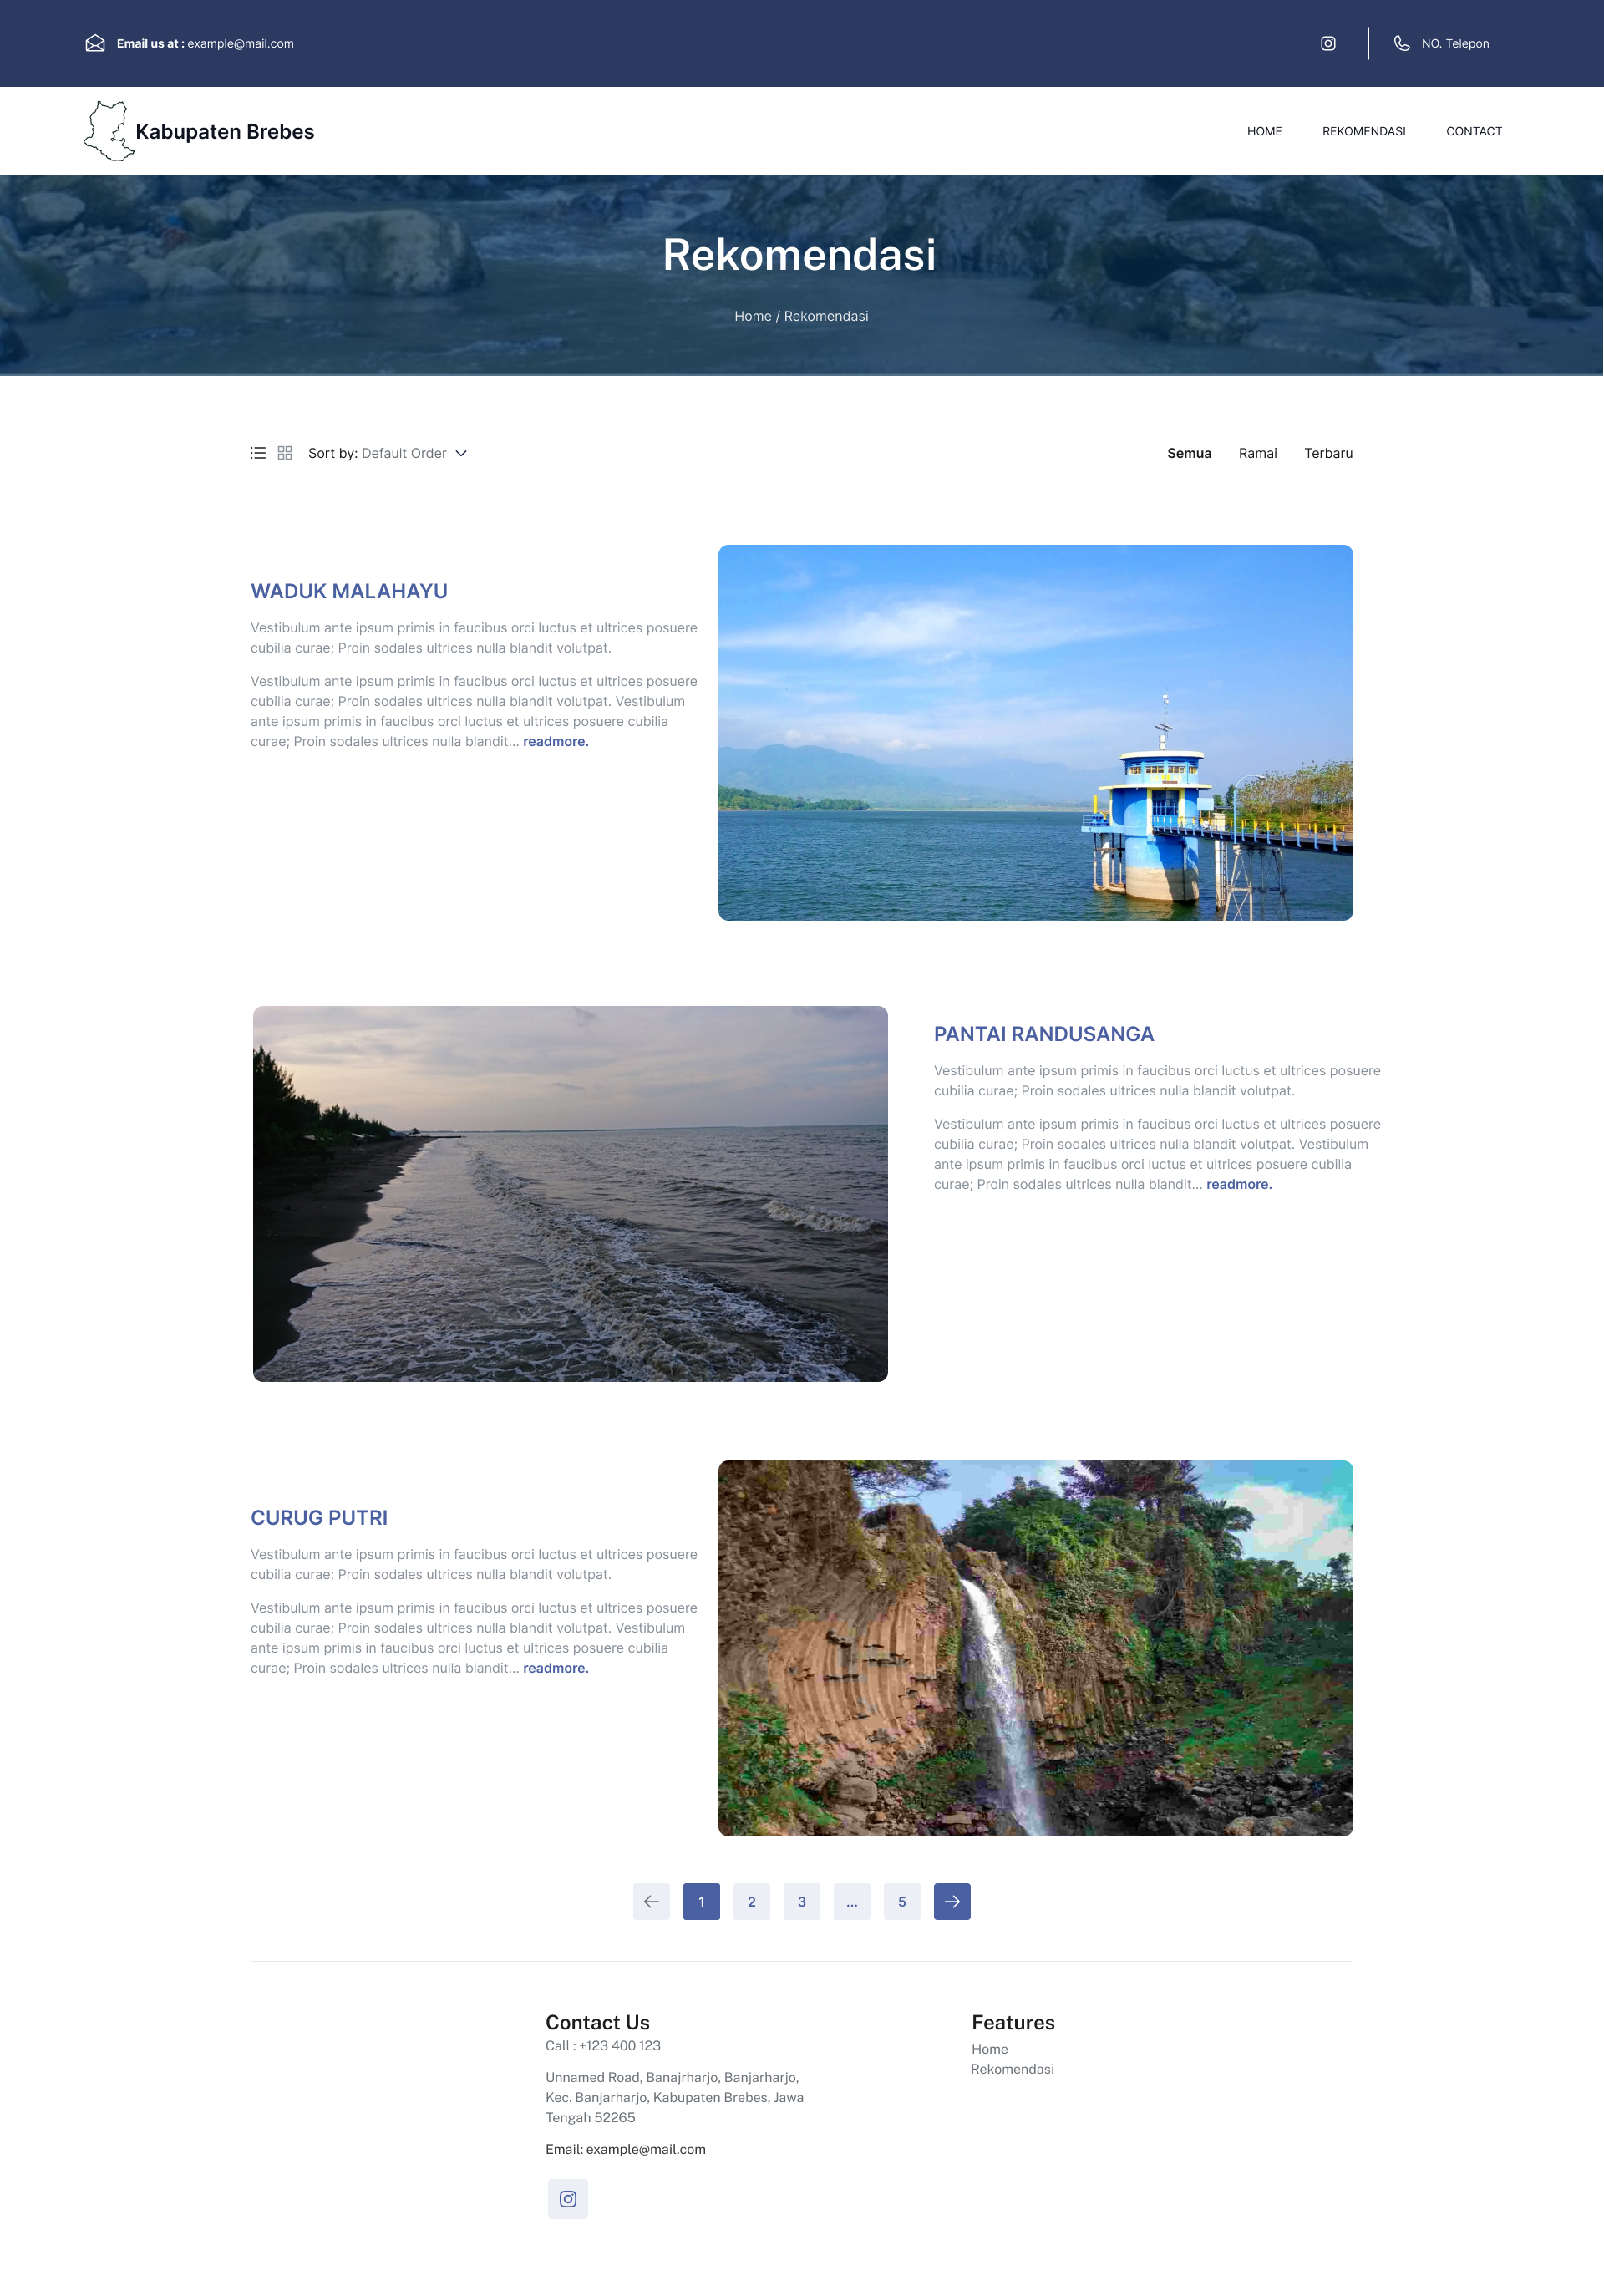 Email us at : example@mail.com
NO. Telepon
Kabupaten Brebes
HOME
REKOMENDASI
CONTACT
Rekomendasi
Home / Rekomendasi
Sort by: Default Order
Semua
Ramai
Terbaru
WADUK MALAHAYU
Vestibulum ante ipsum primis in faucibus orci luctus et ultrices posuere
cubilia curae; Proin sodales ultrices nulla blandit volutpat.
Vestibulum ante ipsum primis in faucibus orci luctus et ultrices posuere
cubilia curae; Proin sodales ultrices nulla blandit volutpat. Vestibulum
ante ipsum primis in faucibus orci luctus et ultrices posuere cubilia
curae; Proin sodales ultrices nulla blandit... readmore.
PANTAI RANDUSANGA
Vestibulum ante ipsum primis in faucibus orci luctus et ultrices posuere
cubilia curae; Proin sodales ultrices nulla blandit volutpat.
Vestibulum ante ipsum primis in faucibus orci luctus et ultrices posuere
cubilia curae; Proin sodales ultrices nulla blandit volutpat. Vestibulum
ante ipsum primis in faucibus orci luctus et ultrices posuere cubilia
curae; Proin sodales ultrices nulla blandit... readmore.
CURUG PUTRI
Vestibulum ante ipsum primis in faucibus orci luctus et ultrices posuere
cubilia curae; Proin sodales ultrices nulla blandit volutpat.
Vestibulum ante ipsum primis in faucibus orci luctus et ultrices posuere
cubilia curae; Proin sodales ultrices nulla blandit volutpat. Vestibulum
ante ipsum primis in faucibus orci luctus et ultrices posuere cubilia
curae; Proin sodales ultrices nulla blandit... readmore.
1
2
3
...
5
Contact Us
Call : +123 400 123
Unnamed Road, Banajrharjo, Banjarharjo,
Kec. Banjarharjo, Kabupaten Brebes, Jawa
Tengah 52265
Email: example@mail.com
Features
Home
Rekomendasi